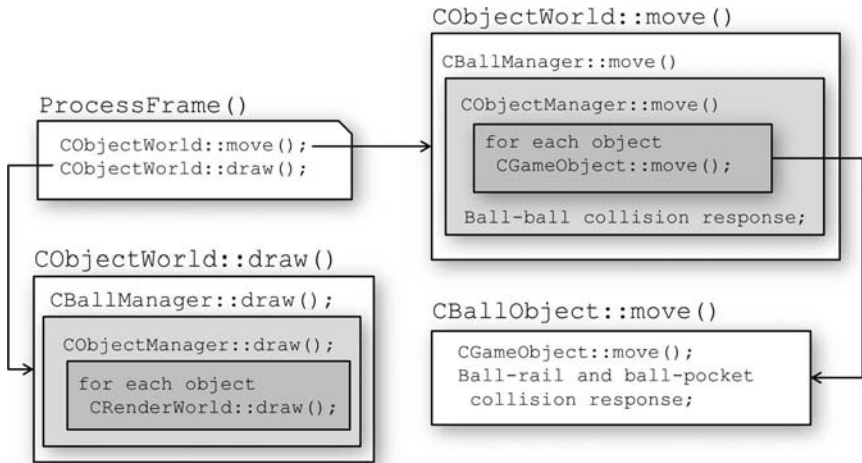 ProcessFrame()
CObjectWorld::move();
CObjectWorld::draw();
CObjectWorld::move()
CBallManager::move()
CObjectManager::move()
for each object
CGameObject::move();
Ball-ball collision response;
CObjectWorld::draw()
CBallManager::draw();
CObjectManager::draw();
for each object
CRenderWorld::draw();
CBallObject::move()
CGameObject::move();
Ball-rail and ball-pocket
collision response;